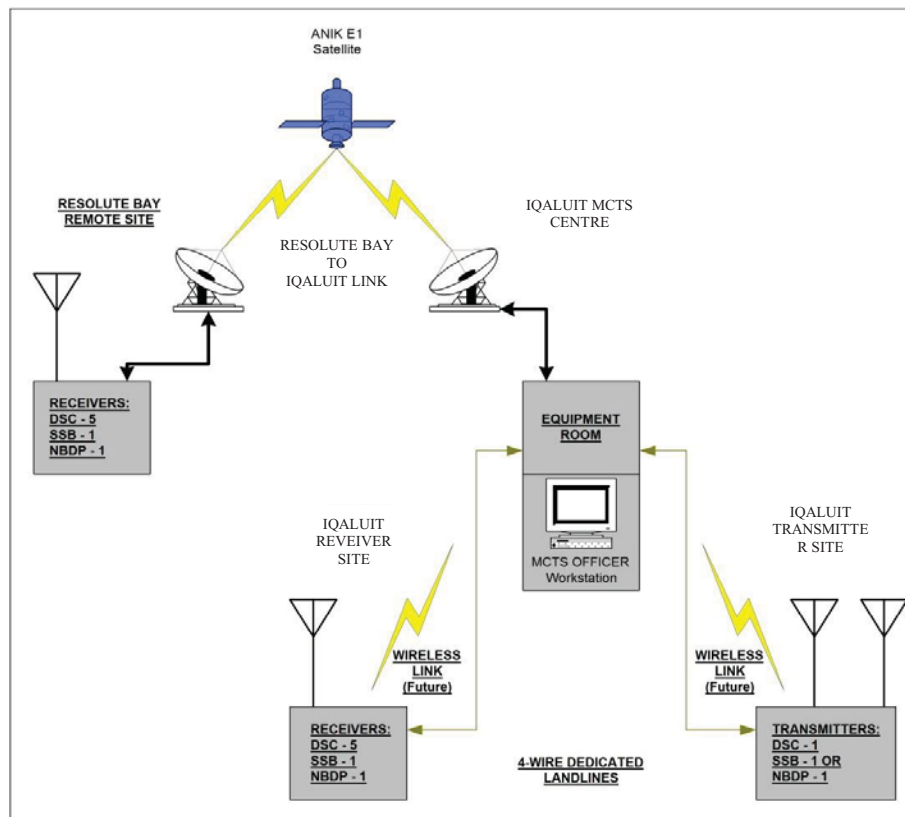 ANIK E1
Satellite
RESOLUTE BAY
REMOTE SITE
IQALUIT MCTS
CENTRE
RESOLUTE BAY
TO
IQALUIT LINK
RECEIVERS:
DSC - 5
SSB - 1
NBDP - 1
EQUIPMENT
ROOM
MCTS OFFICER
Workstation
IQALUIT
REVEIVER
SITE
IQALUIT
TRANSMITTE
R SITE
WIRELESS
LINK
(Future)
WIRELESS
LINK
(Future)
RECEIVERS:
DSC - 5
SSB - 1
NBDP - 1
4-WIRE DEDICATED
LANDLINES
TRANSMITTERS:
DSC - 1
SSB - 1 OR
NBDP - 1